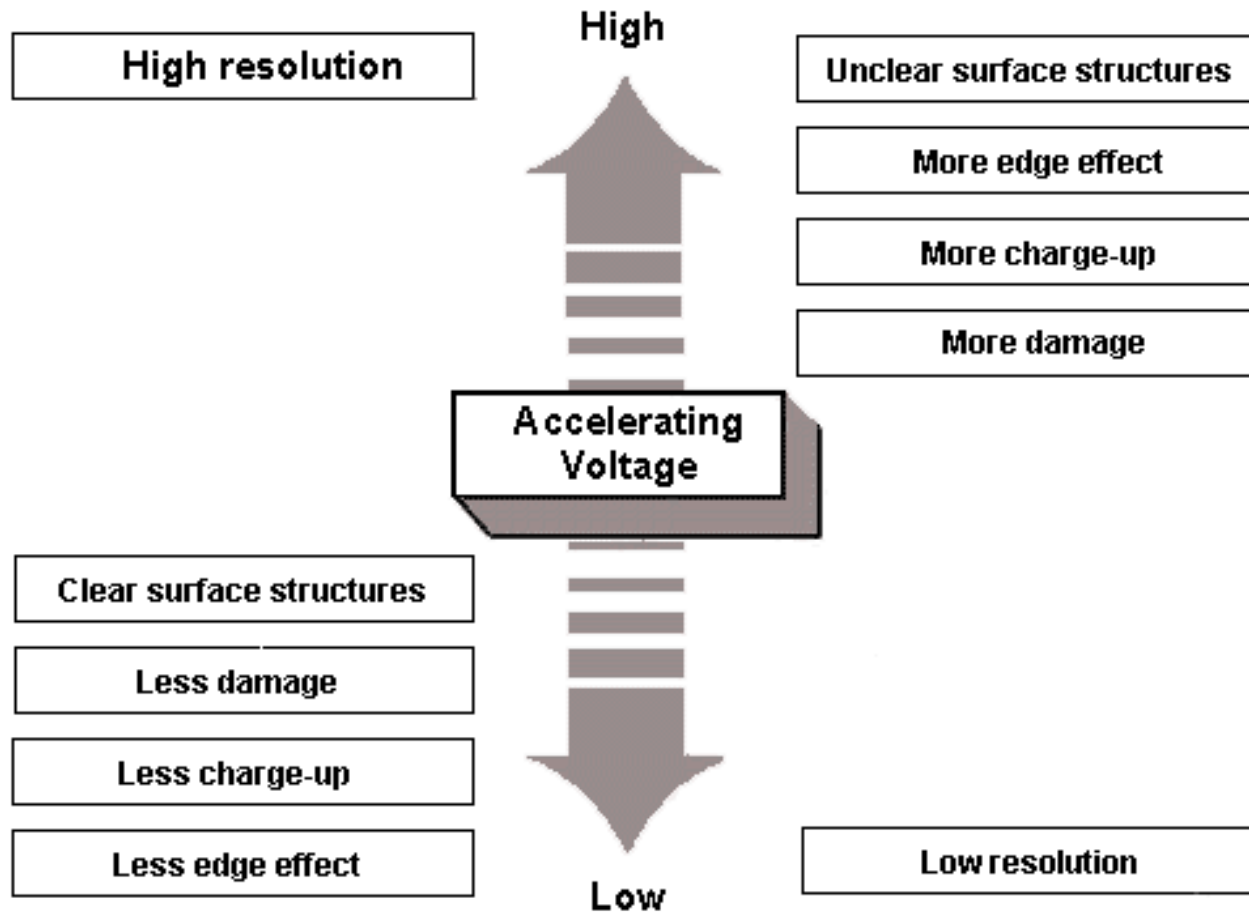 High
High resolution
Unclear surface structures
More edge effect
More charge-up
More damage
Accelerating
Voltage
Clear surface structures
Less damage
Less charge-up
Less edge effect
Low resolution
Low